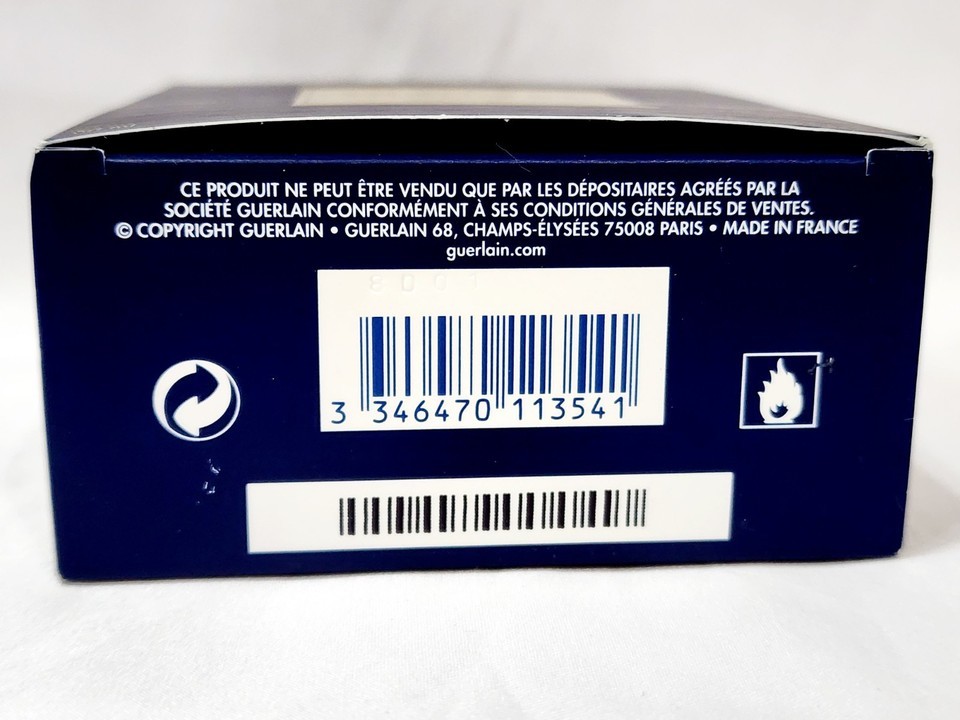 CE PRODUIT NE PEUT ÊTRE VENDU QUE PAR LES DÉPOSITAIRES AGRÉÉS PAR LA
SOCIÉTÉ GUERLAIN CONFORMÉMENT À SES CONDITIONS GÉNÉRALES DE VENTES.
© COPYRIGHT GUERLAIN • GUERLAIN 68, CHAMPS-ÉLYSÉES 75008 PARIS • MADE IN FRANCE
guerlain.com
3 346470 113541